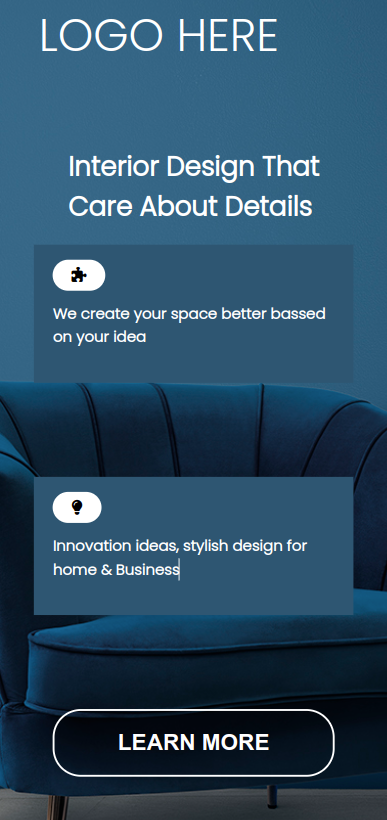 LOGO HERE
Interior Design That
Care About Details
We create your space better bassed
on your idea
Innovation ideas, stylish design for
home & Business
LEARN MORE